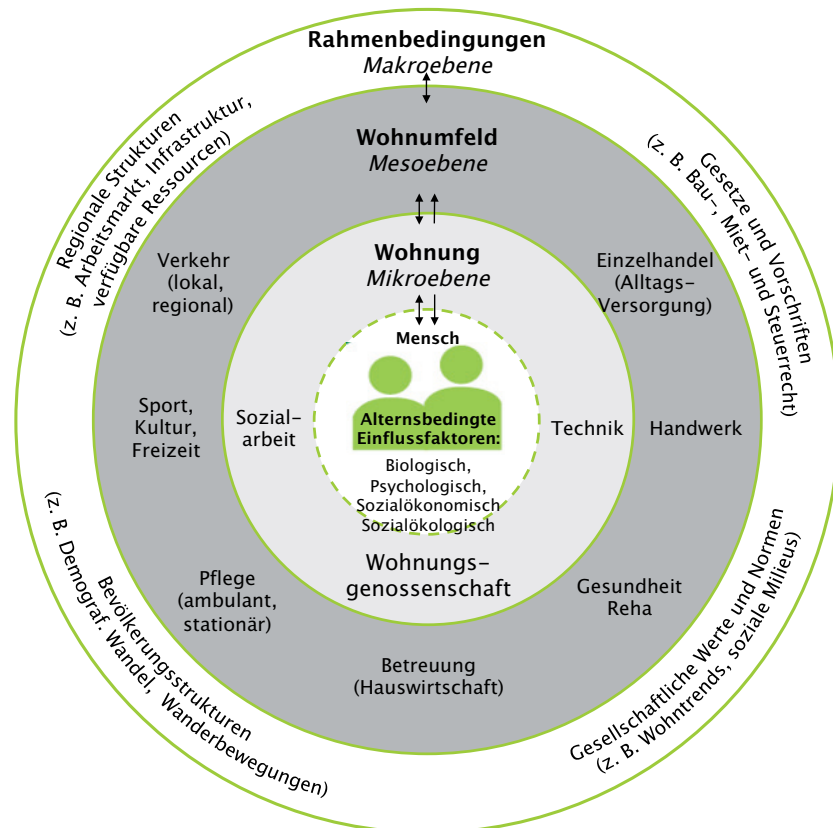 Rahmenbedingungen
Makroebene
Regionale Strukturen
(z. B. Arbeitsmarkt, Infrastruktur,
verfügbare Ressourcen)
Gesetze und Vorschriften
(z. B. Bau-, Miet- und Steuerrecht)
Wohnumfeld
Mesoebene
Verkehr
(lokal,
regional)
Einzelhandel
(Alltags-
Versorgung)
Wohnung
Mikroebene
Mensch
Alternsbedingte
Einflussfaktoren:
Biologisch,
Psychologisch,
Sozialökonomisch
Sozialökologisch
Sport,
Kultur,
Freizeit
Sozial-
arbeit
Technik
Handwerk
Wohnungs-
genossenschaft
Pflege
(ambulant,
stationär)
Gesundheit
Reha
Betreuung
(Hauswirtschaft)
Bevölkerungsstrukturen
(z. B. Demograf. Wandel, Wanderbewegungen)
Gesellschaftliche Werte und Normen
(z. B. Wohntrends, soziale Milieus)